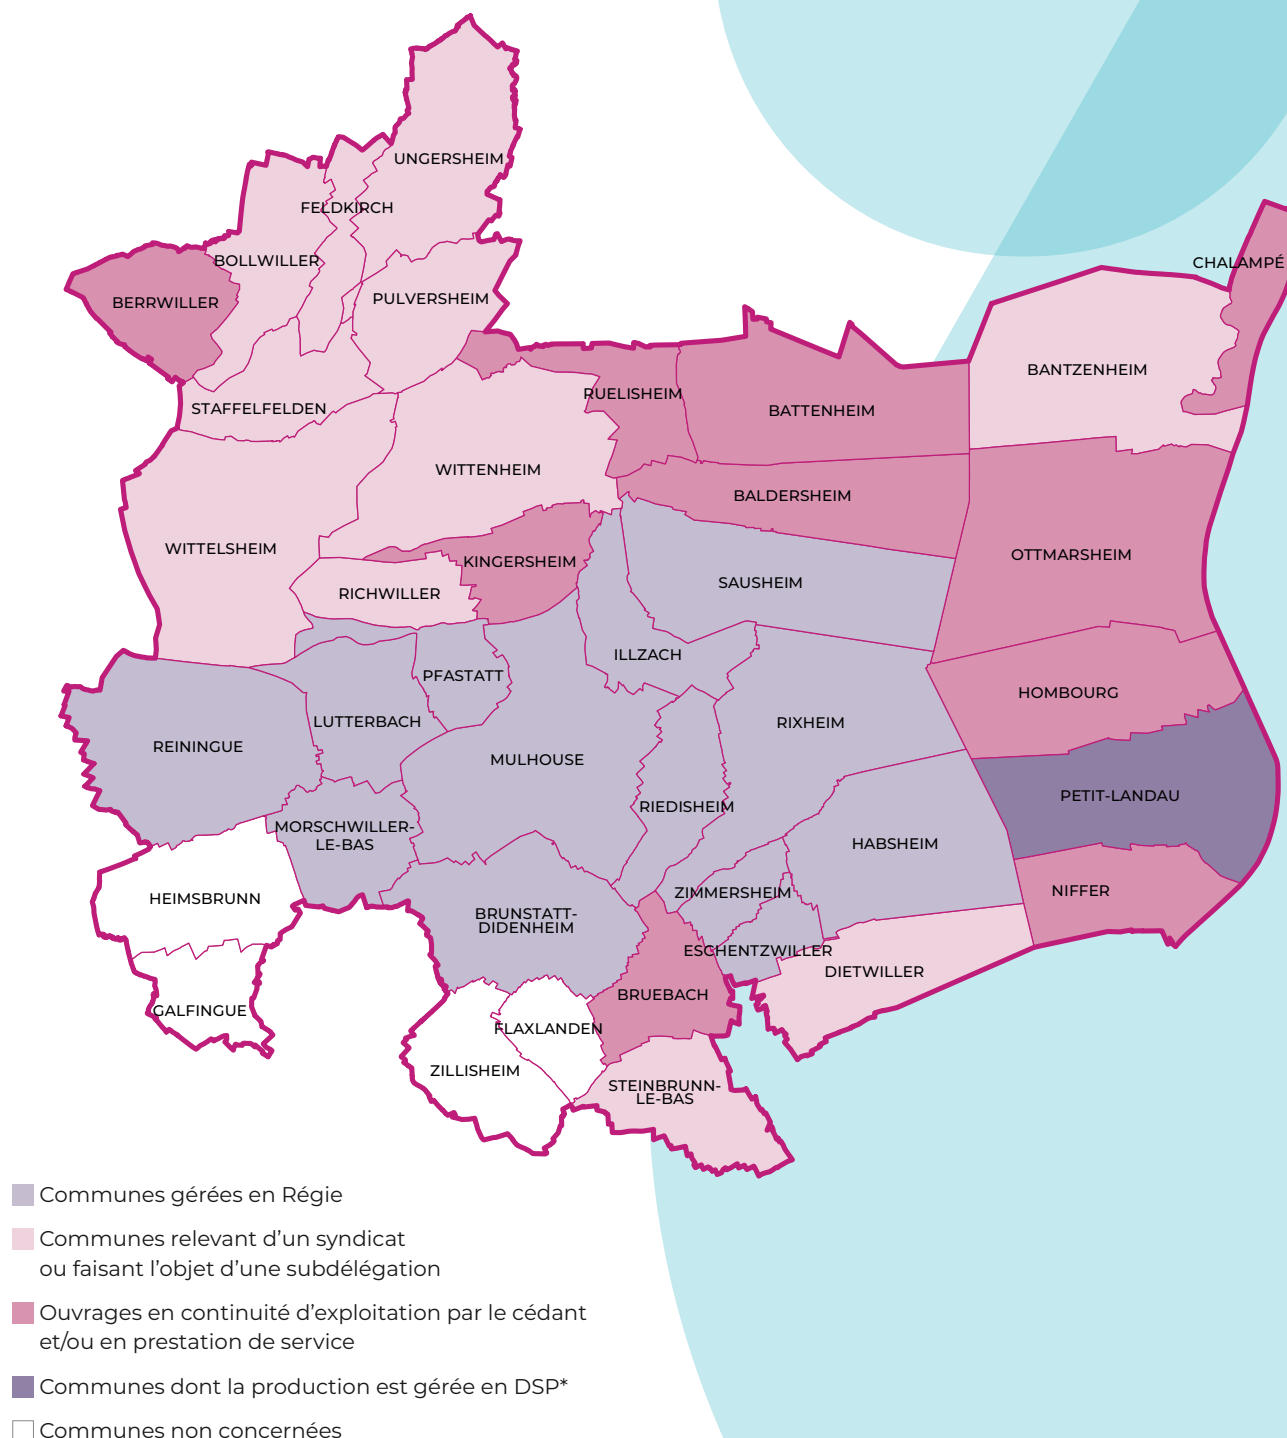 UNGERSHEIM
FELDKIRCH
BOLLWILLER
CHALAMPÉ
BERRWILLER
PULVERSHEIM
BANTZENHEIM
RUELISHEIM
STAFFELFELDEN
BATTENHEIM
WITTENHEIM
BALDERSHEIM
WITTELSHEIM
OTTMARSHEIM
KINGERSHEIM
SAUSHEIM
RICHWILLER
ILLZACH
PFASTATT
HOMBOURG
LUTTERBACH
RIXHEIM
REININGUE
MULHOUSE
PETIT-LANDAU
RIEDISHEIM
MORSCHWILLER-
LE-BAS
HABSHEIM
HEIMSBRUNN
ZIMMERSHEIM
NIFFER
BRUNSTATT-
DIDENHEIM
ESCHENTZWILLER
DIETWILLER
BRUEBACH
GALFINGUE
FLAXLANDEN
ZILLISHEIM
STEINBRUNN-
LE-BAS
Communes gérées en Régie
Communes relevant d’un syndicat
ou faisant l’objet d’une subdélégation
Ouvrages en continuité d’exploitation par le cédant
et/ou en prestation de service
Communes dont la production est gérée en DSP*
Communes non concernées